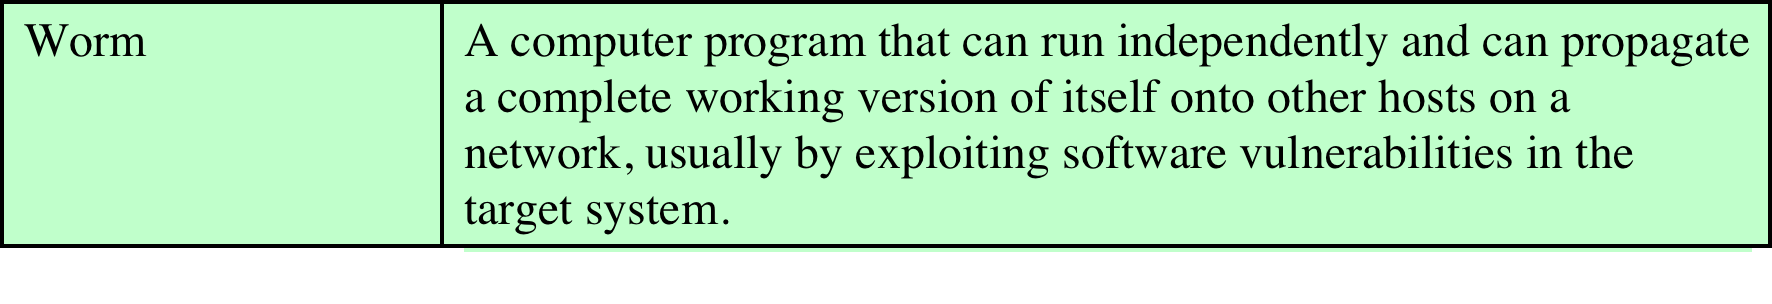 Worm
A computer program that can run independently and can propagate
a complete working version of itself onto other hosts on a
network, usually by exploiting software vulnerabilities in the
target system.